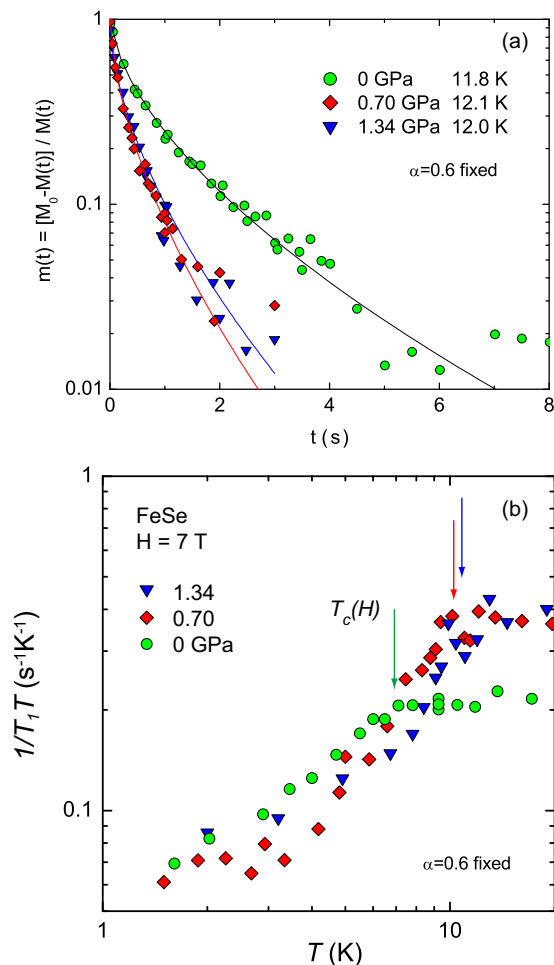 (a)
0 GPa 11.8 K
0.70 GPa 12.1 K
1.34 GPa 12.0 K
α=0.6 fixed
m(t) = [M0-M(t)] / M(t)
1
0.1
0.01
0 2 4 6 8
t (s)
(b)
FeSe
H = 7 T
1.34
0.70
0 GPa
Tc(H)
α=0.6 fixed
1/T1T (s-1K-1)
1
0.1
1 10
T (K)